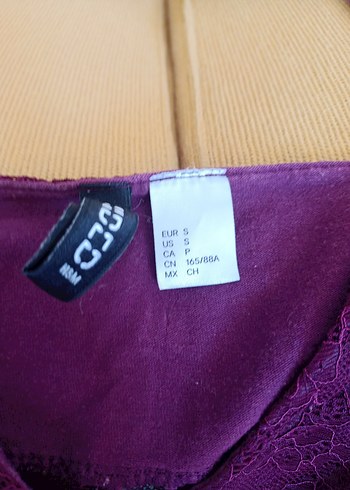 EUR S
US S
CA P
CN 165/88A
MX CH